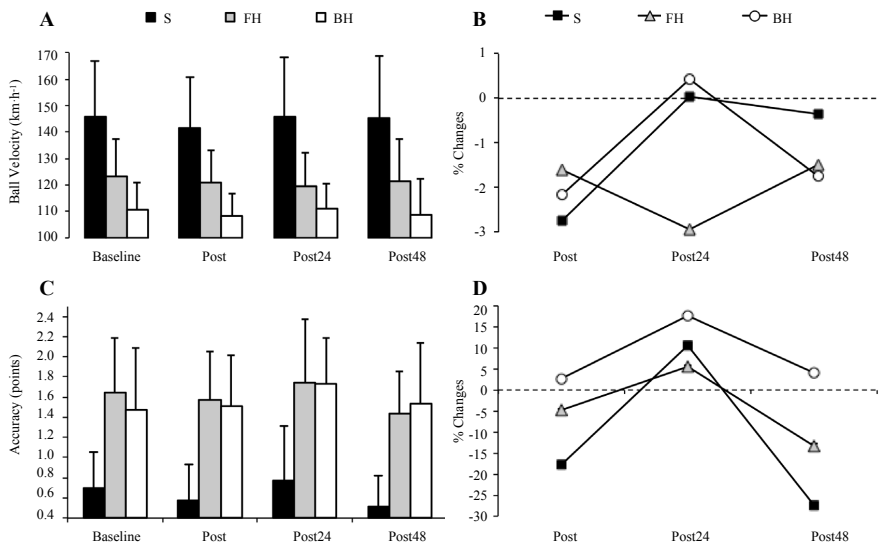 A
S
FH
BH
Ball Velocity (km·h-1)
170
160
150
140
130
120
110
100
Baseline
Post
Post24
Post48
B
S
FH
BH
% Changes
1
0
-1
-2
-3
Post
Post24
Post48
C
Accuracy (points)
2.4
2.2
2.0
1.8
1.6
1.4
1.2
1.0
0.8
0.6
0.4
Baseline
Post
Post24
Post48
D
% Changes
20
15
10
5
0
-5
-10
-15
-20
-25
-30
Post
Post24
Post48